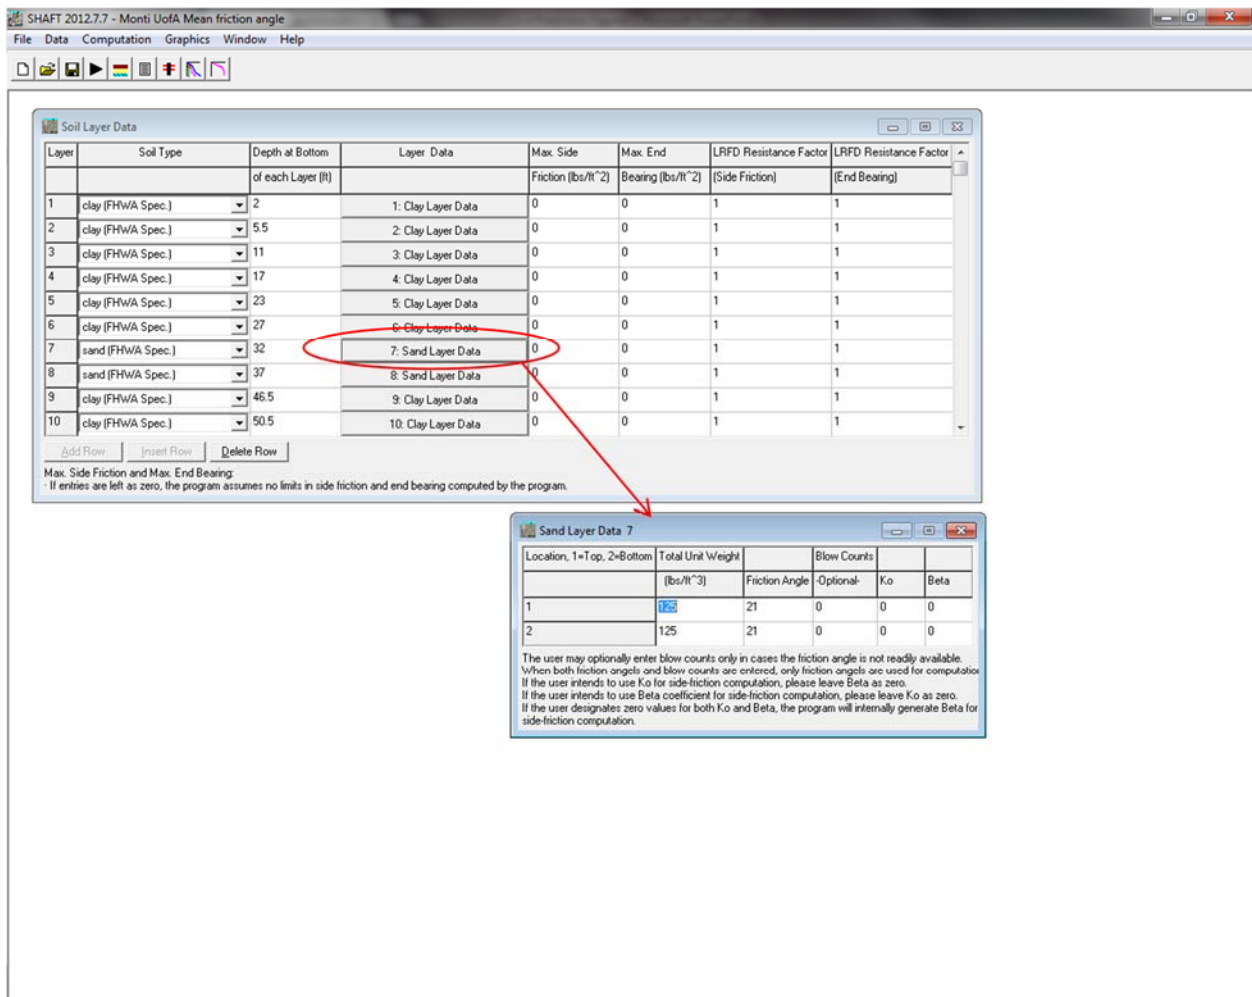 SHAFT 2012.7.7 - Monti UofA Mean friction angle
File Data Computation Graphics Window Help
Soil Layer Data
Layer Soil Type Depth at Bottom Layer Data Max. Side Max. End LRFD Resistance Factor LRFD Resistance Factor
of each Layer (ft) Friction (lbs/ft^2) Bearing (lbs/ft^2) (Side Friction) (End Bearing)
1 clay (FHWA Spec.) 2 1: Clay Layer Data 0 0 1 1
2 clay (FHWA Spec.) 5.5 2: Clay Layer Data 0 0 1 1
3 clay (FHWA Spec.) 11 3: Clay Layer Data 0 0 1 1
4 clay (FHWA Spec.) 17 4: Clay Layer Data 0 0 1 1
5 clay (FHWA Spec.) 23 5: Clay Layer Data 0 0 1 1
6 clay (FHWA Spec.) 27 6: Clay Layer Data 0 0 1 1
7 sand (FHWA Spec.) 32 7: Sand Layer Data 0 0 1 1
8 sand (FHWA Spec.) 37 8: Sand Layer Data 0 0 1 1
9 clay (FHWA Spec.) 46.5 9: Clay Layer Data 0 0 1 1
10 clay (FHWA Spec.) 50.5 10: Clay Layer Data 0 0 1 1
Add Row Insert Row Delete Row
Max. Side Friction and Max. End Bearing:
- If entries are left as zero, the program assumes no limits in side friction and end bearing computed by the program.
Sand Layer Data 7
Location, 1=Top, 2=Bottom Total Unit Weight Blow Counts
(lbs/ft^3) Friction Angle -Optional- Ko Beta
1 125 21 0 0 0
2 125 21 0 0 0
The user may optionally enter blow counts only in cases the friction angle is not readily available.
When both friction angels and blow counts are entered, only friction angels are used for computation
If the user intends to use Ko for side-friction computation, please leave Beta as zero.
If the user intends to use Beta coefficient for side-friction computation, please leave Ko as zero.
If the user designates zero values for both Ko and Beta, the program will internally generate Beta for
side-friction computation.